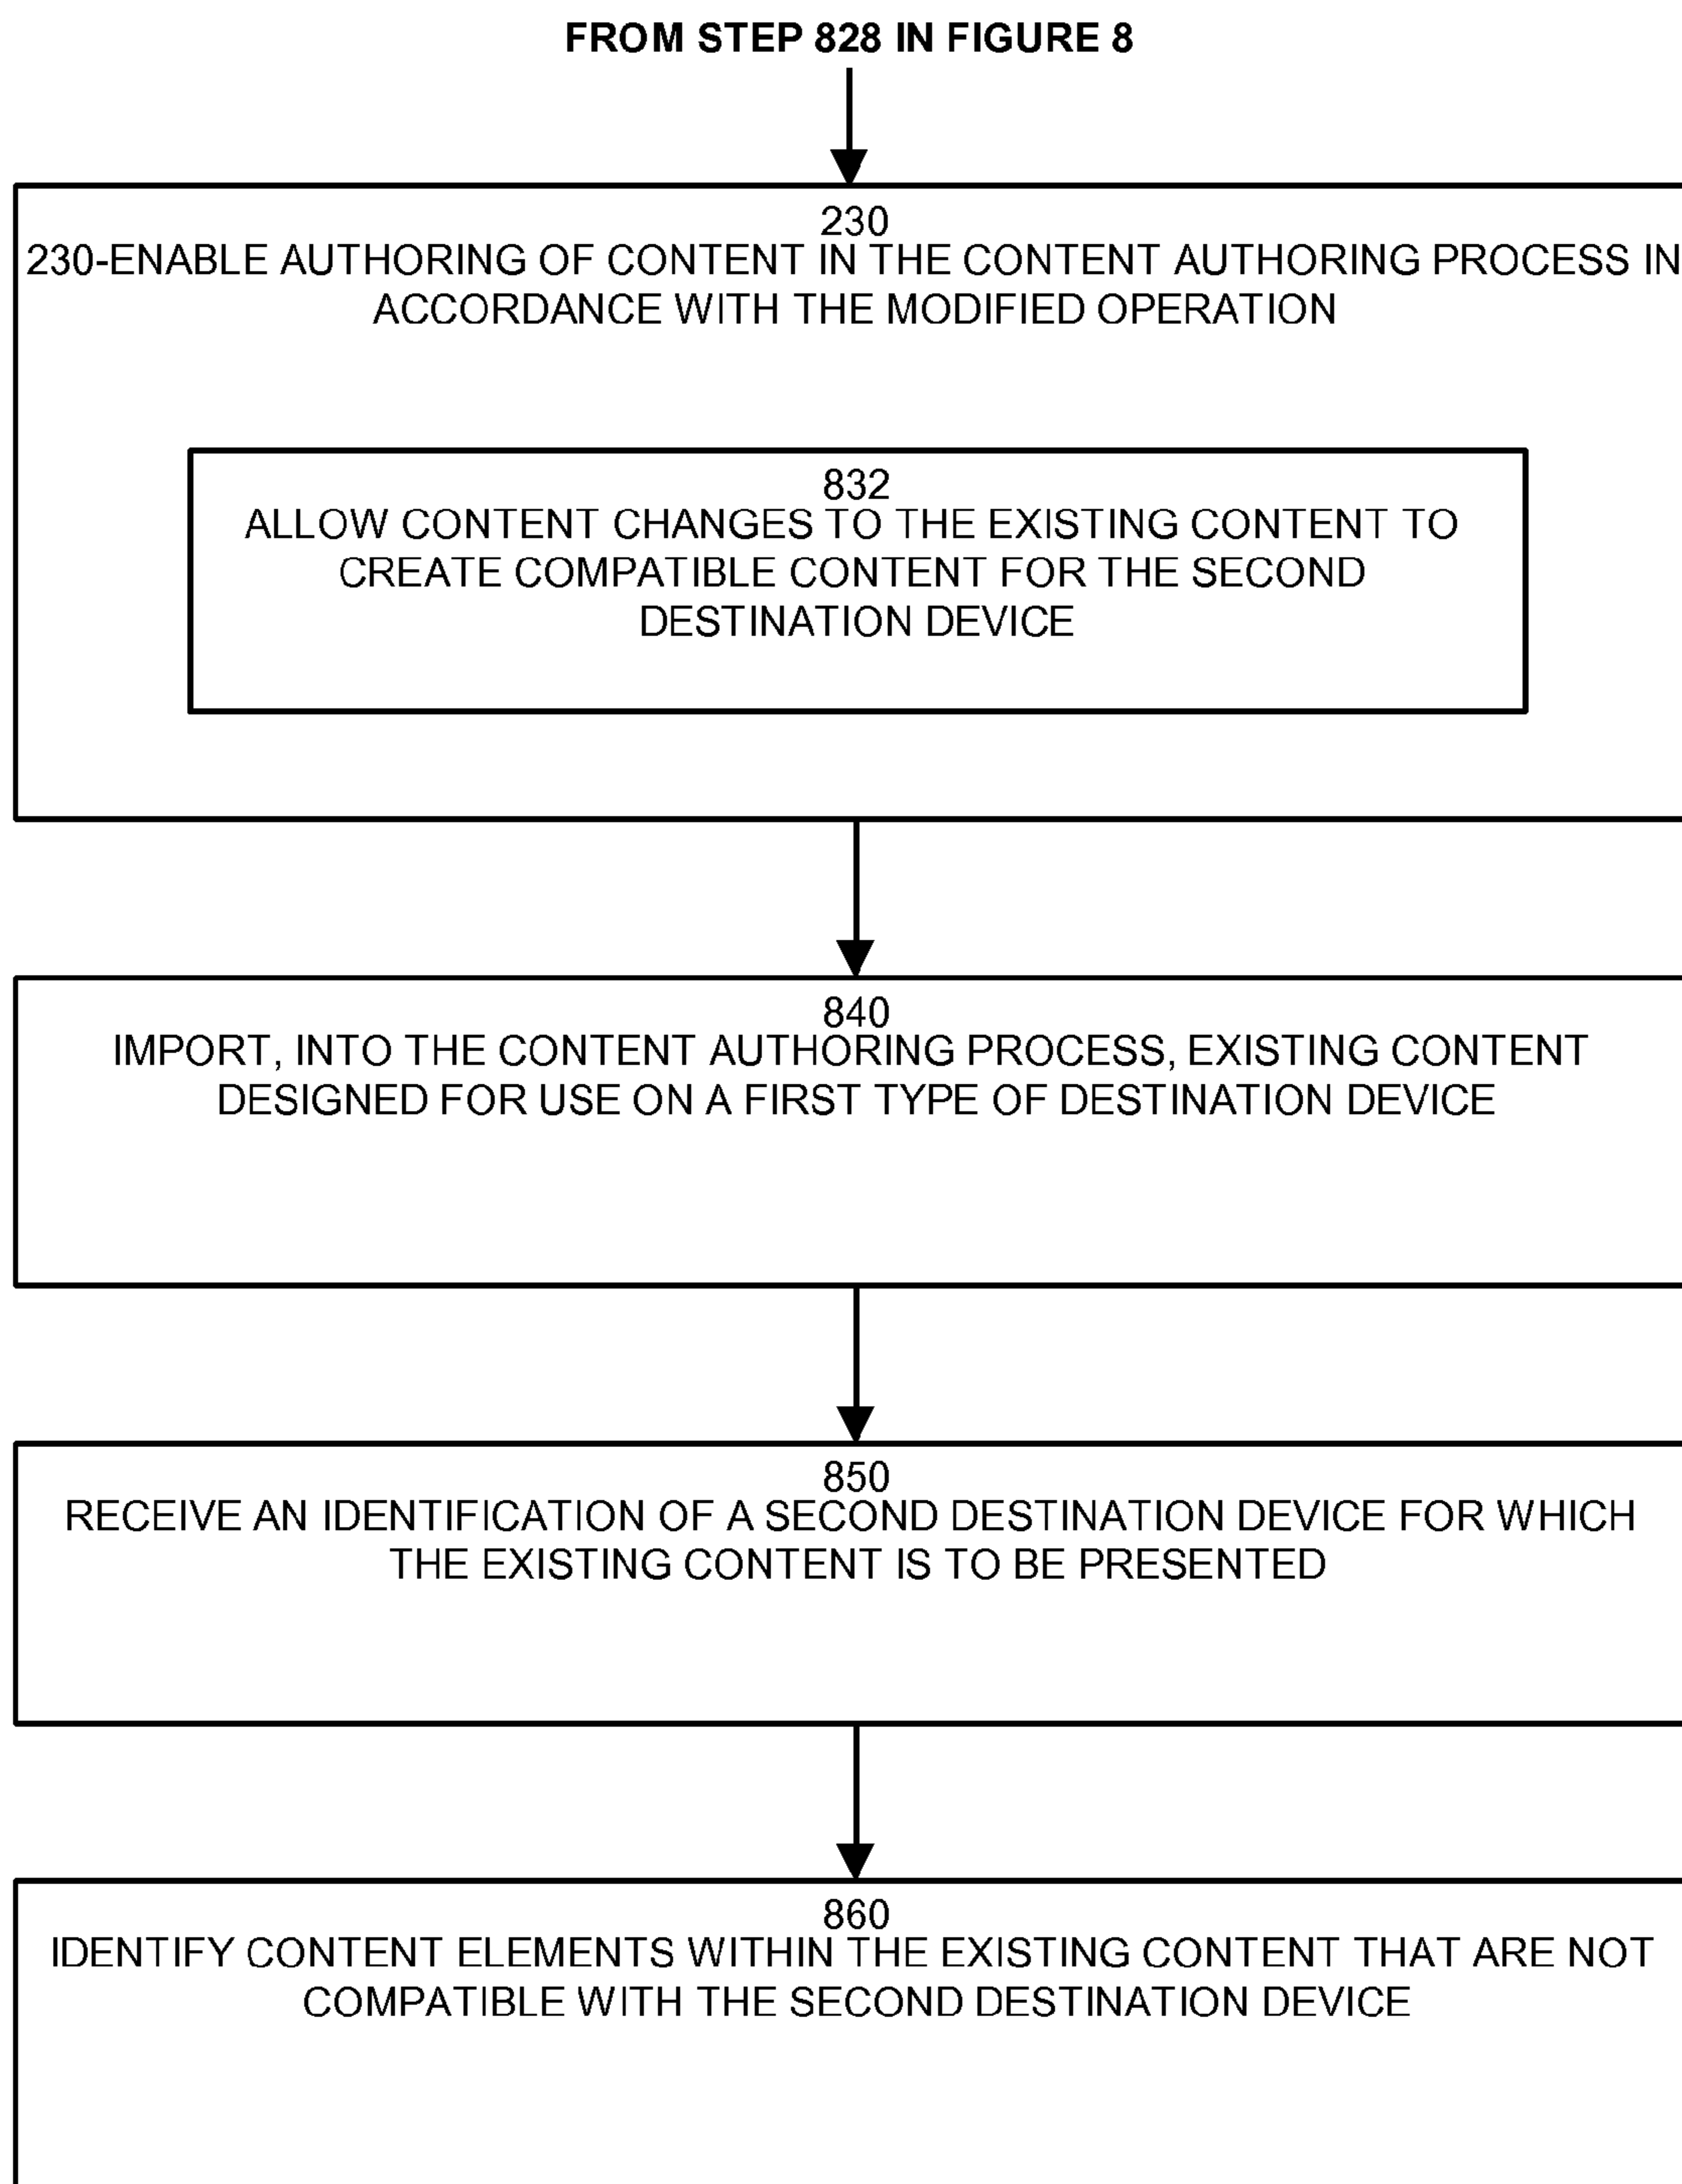 FROM STEP 828 IN FIGURE 8
230
230-ENABLE AUTHORING OF CONTENT IN THE CONTENT AUTHORING PROCESS IN
ACCORDANCE WITH THE MODIFIED OPERATION
832
ALLOW CONTENT CHANGES TO THE EXISTING CONTENT TO
CREATE COMPATIBLE CONTENT FOR THE SECOND
DESTINATION DEVICE
840
IMPORT, INTO THE CONTENT AUTHORING PROCESS, EXISTING CONTENT
DESIGNED FOR USE ON A FIRST TYPE OF DESTINATION DEVICE
850
RECEIVE AN IDENTIFICATION OF A SECOND DESTINATION DEVICE FOR WHICH
THE EXISTING CONTENT IS TO BE PRESENTED
860
IDENTIFY CONTENT ELEMENTS WITHIN THE EXISTING CONTENT THAT ARE NOT
COMPATIBLE WITH THE SECOND DESTINATION DEVICE